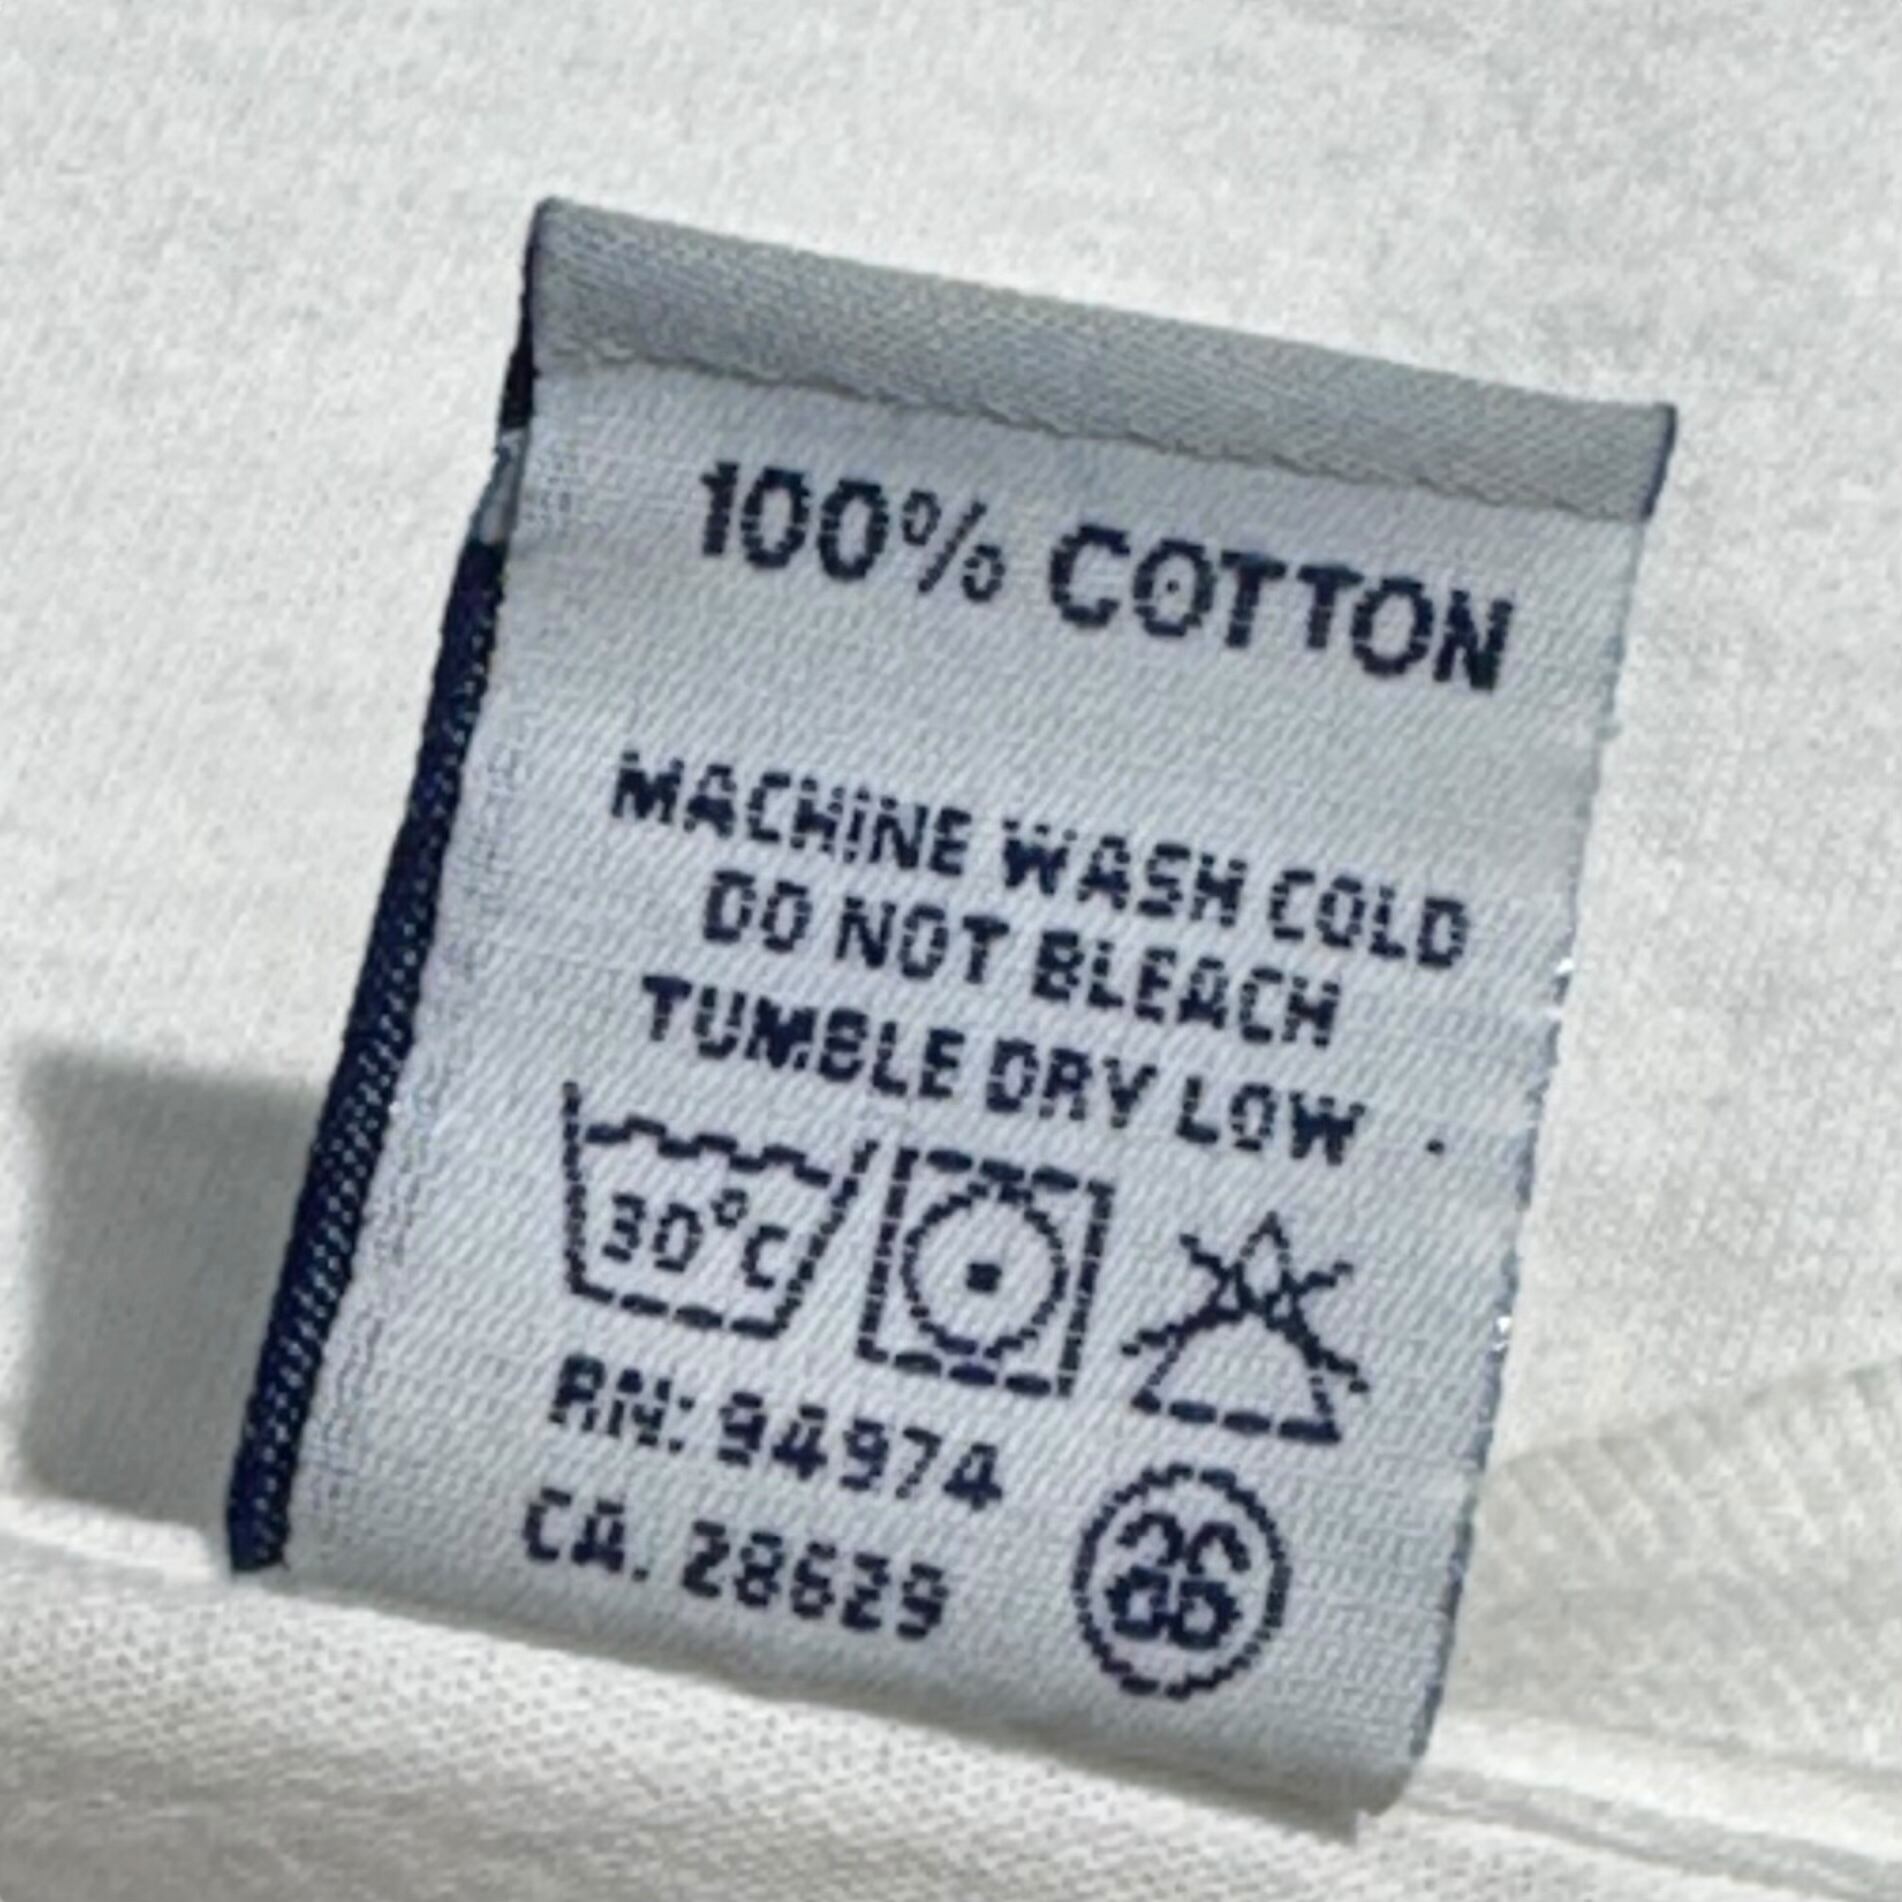 100% COTTON
MACHINE WASH COLD
DO NOT BLEACH
TUMBLE DRY LOW
30°C
RN: 94974
CA. 28629